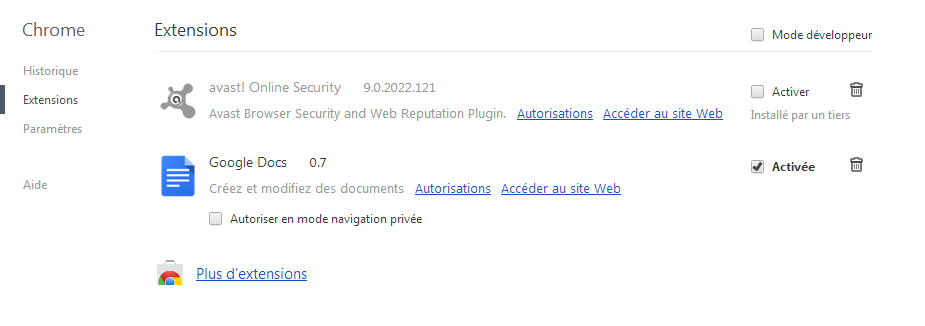 Chrome
Extensions
Mode développeur
Historique
Extensions
Paramètres
Aide
avast! Online Security 9.0.2022.121
Activer
Avast Browser Security and Web Reputation Plugin. Autorisations Accéder au site Web
Installé par un tiers
Google Docs 0.7
Activée
Créez et modifiez des documents Autorisations Accéder au site Web
Autoriser en mode navigation privée
Plus d'extensions